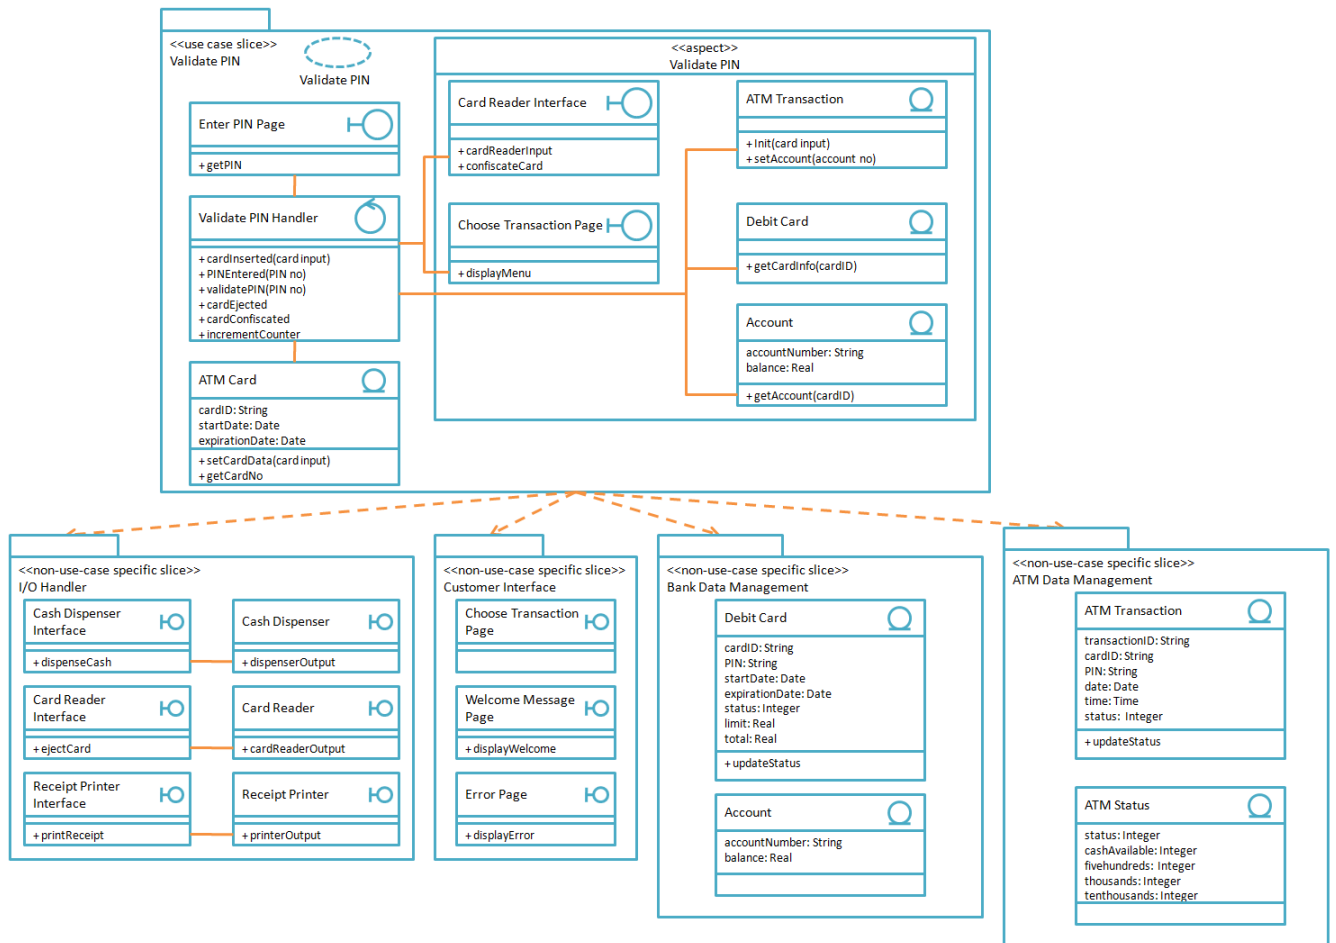 <<use case slice>>
Validate PIN
Validate PIN
Enter PIN Page
+ getPIN
Validate PIN Handler
+ cardInserted(card input)
+ PINEntered(PIN no)
+ validatePIN(PIN no)
+ cardEjected
+ cardConfiscated
+ incrementCounter
ATM Card
cardID: String
startDate: Date
expirationDate: Date
+ setCardData(card input)
+ getCardNo
<<aspect>>
Validate PIN
Card Reader Interface
+ cardReaderInput
+ confiscateCard
Choose Transaction Page
+ displayMenu
ATM Transaction
+ Init(card input)
+ setAccount(account no)
Debit Card
+ getCardInfo(cardID)
Account
accountNumber: String
balance: Real
+ getAccount(cardID)
<<non-use-case specific slice>>
I/O Handler
Cash Dispenser
Interface
+ dispenseCash
Cash Dispenser
+ dispenserOutput
Card Reader
Interface
+ ejectCard
Card Reader
+ cardReaderOutput
Receipt Printer
Interface
+ printReceipt
Receipt Printer
+ printerOutput
<<non-use-case specific slice>>
Customer Interface
Choose Transaction
Page
Welcome Message
Page
+ displayWelcome
Error Page
+ displayError
<<non-use-case specific slice>>
Bank Data Management
Debit Card
cardID: String
PIN: String
startDate: Date
expirationDate: Date
status: Integer
limit: Real
total: Real
+ updateStatus
Account
accountNumber: String
balance: Real
<<non-use-case specific slice>>
ATM Data Management
ATM Transaction
transactionID: String
cardID: String
PIN: String
date: Date
time: Time
status: Integer
+ updateStatus
ATM Status
status: Integer
cashAvailable: Integer
fivehundreds: Integer
thousands: Integer
tenthousands: Integer